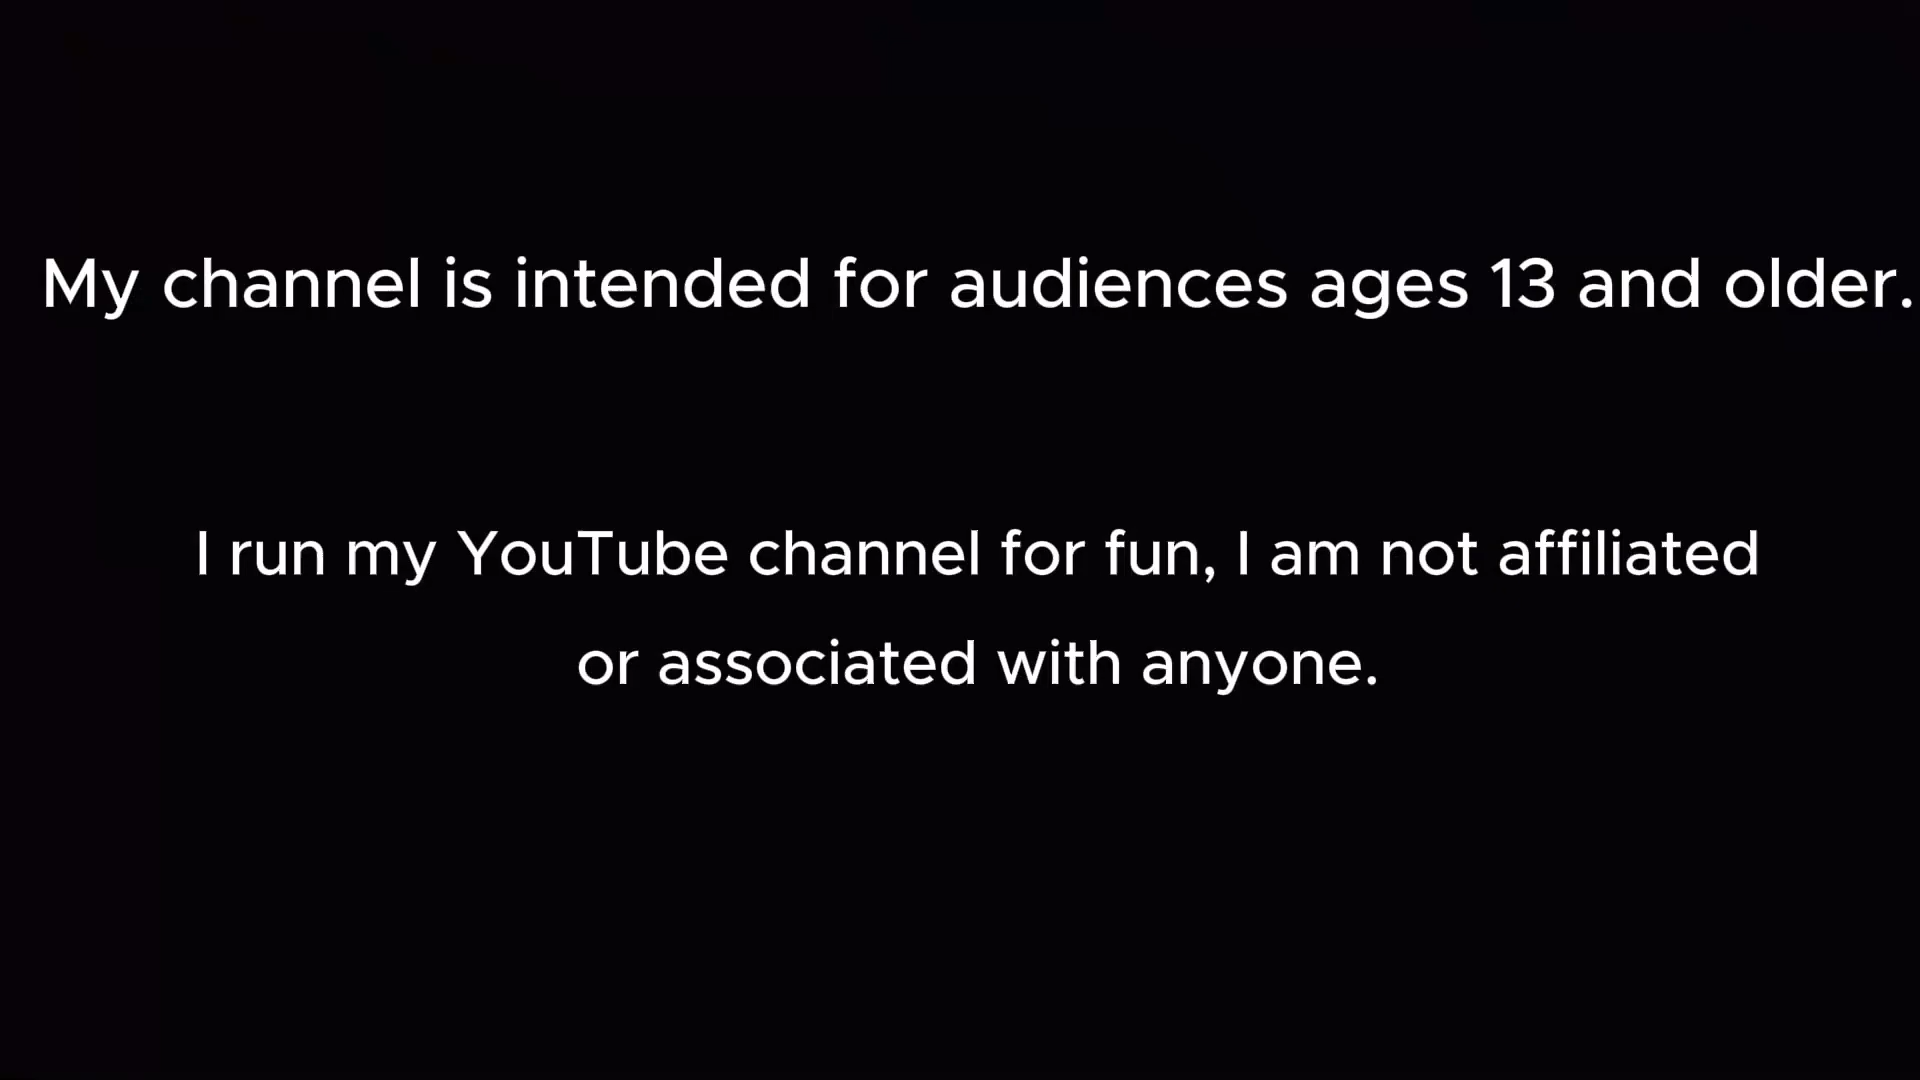 My channel is intended for audiences ages 13 and older.
I run my YouTube channel for fun, I am not affiliated
or associated with anyone.